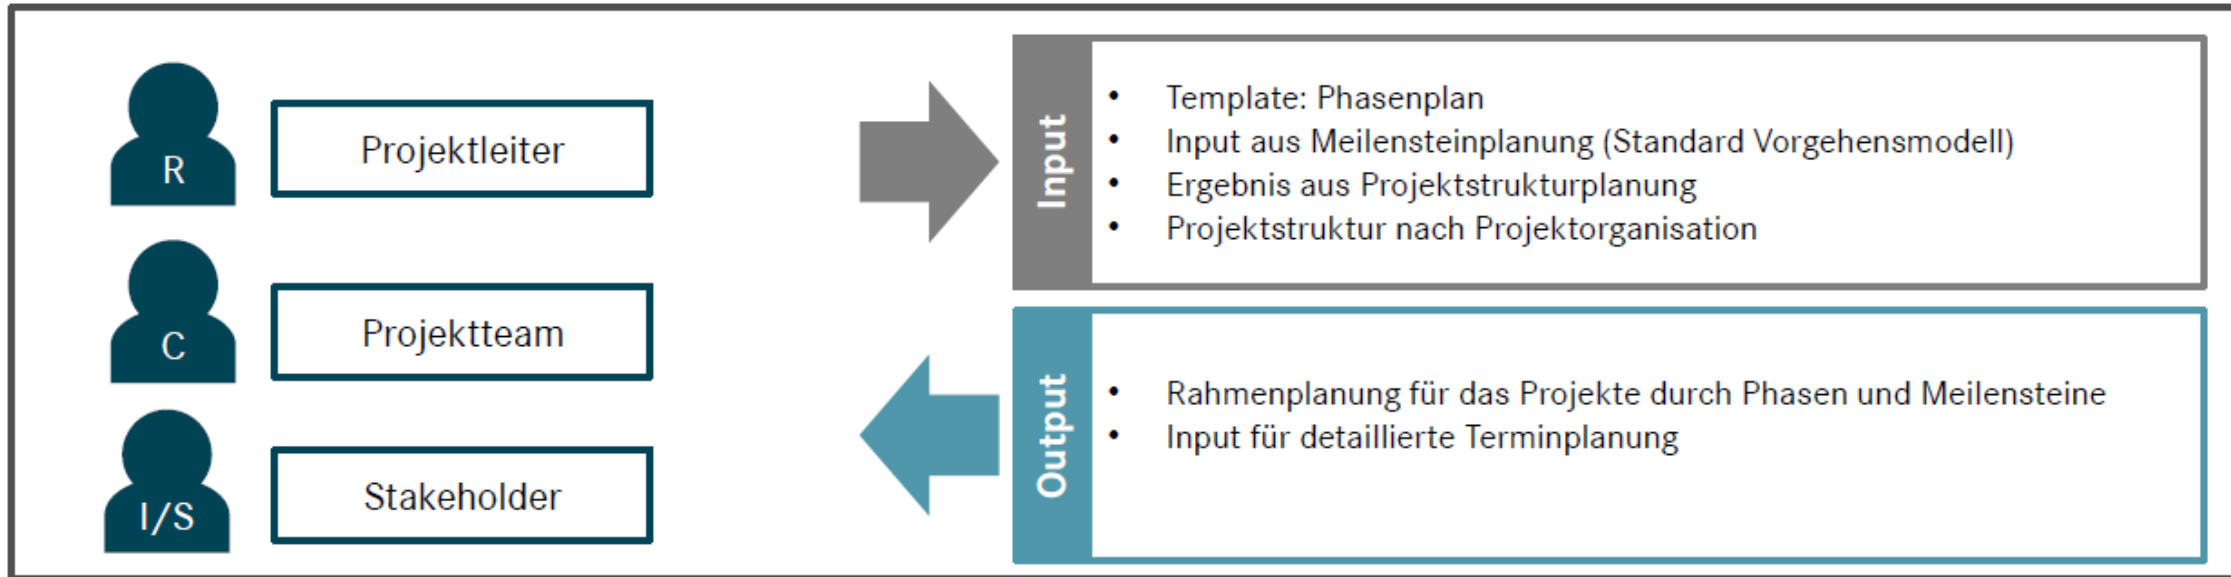 R
Projektleiter
C
Projektteam
I/S
Stakeholder
Input
• Template: Phasenplan
• Input aus Meilensteinplanung (Standard Vorgehensmodell)
• Ergebnis aus Projektstrukturplanung
• Projektstruktur nach Projektorganisation
Output
• Rahmenplanung für das Projekte durch Phasen und Meilensteine
• Input für detaillierte Terminplanung